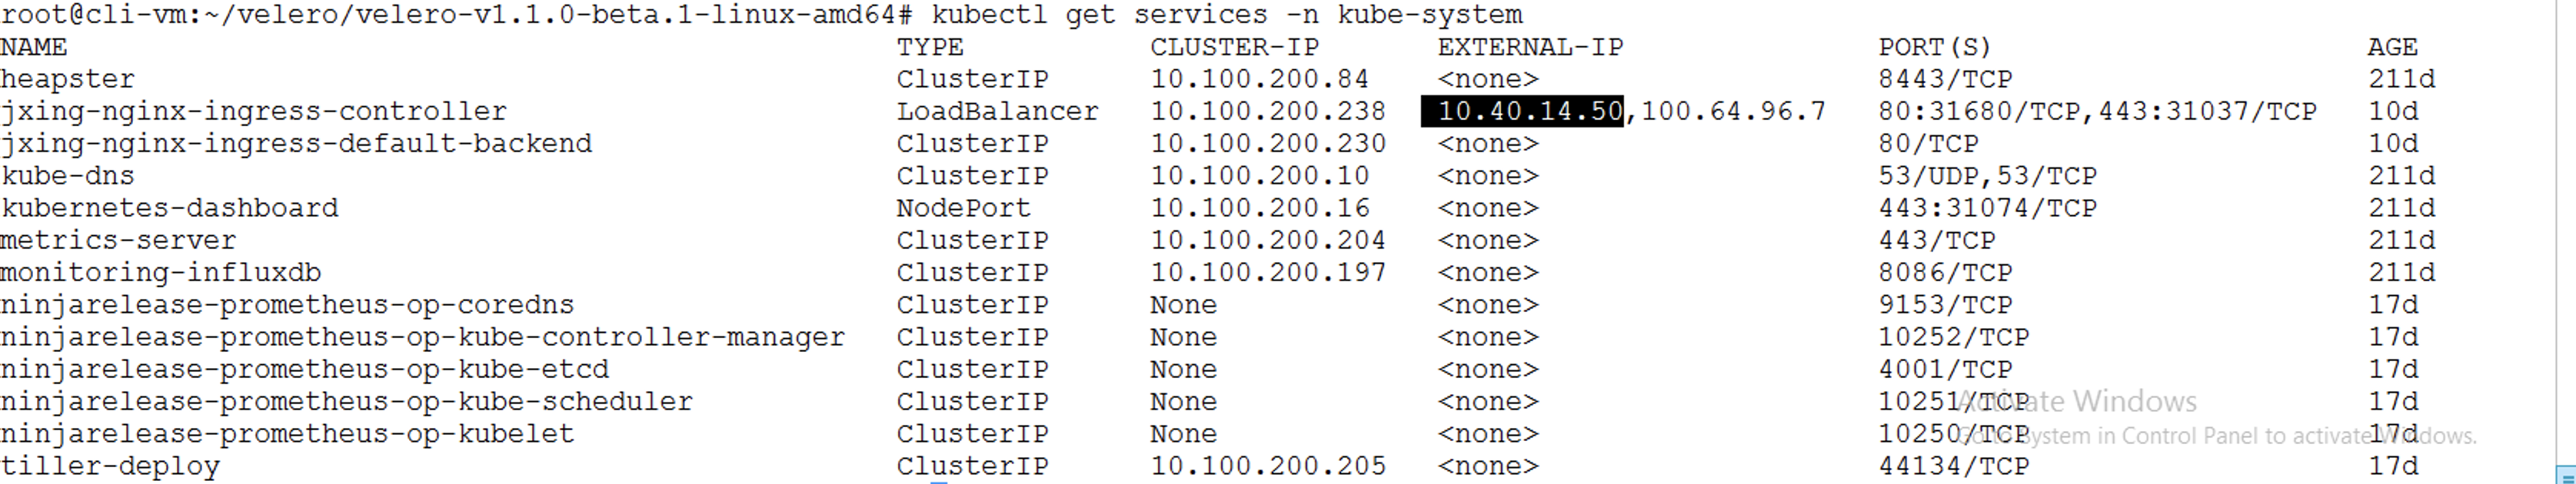 root@cli-vm:~/velero/velero-v1.1.0-beta.1-linux-amd64# kubectl get services -n kube-system
NAME TYPE CLUSTER-IP EXTERNAL-IP PORT(S) AGE
heapster ClusterIP 10.100.200.84 <none> 8443/TCP 211d
jxing-nginx-ingress-controller LoadBalancer 10.100.200.238 10.40.14.50,100.64.96.7 80:31680/TCP,443:31037/TCP 10d
jxing-nginx-ingress-default-backend ClusterIP 10.100.200.230 <none> 80/TCP 10d
kube-dns ClusterIP 10.100.200.10 <none> 53/UDP,53/TCP 211d
kubernetes-dashboard NodePort 10.100.200.16 <none> 443:31074/TCP 211d
metrics-server ClusterIP 10.100.200.204 <none> 443/TCP 211d
monitoring-influxdb ClusterIP 10.100.200.197 <none> 8086/TCP 211d
ninjarelease-prometheus-op-coredns ClusterIP None <none> 9153/TCP 17d
ninjarelease-prometheus-op-kube-controller-manager ClusterIP None <none> 10252/TCP 17d
ninjarelease-prometheus-op-kube-etcd ClusterIP None <none> 4001/TCP 17d
ninjarelease-prometheus-op-kube-scheduler ClusterIP None <none> 10251/TCP 17d
ninjarelease-prometheus-op-kubelet ClusterIP None <none> 10250/TCP 17d
tiller-deploy ClusterIP 10.100.200.205 <none> 44134/TCP 17d
Activate Windows
Go to System in Control Panel to activate Windows.